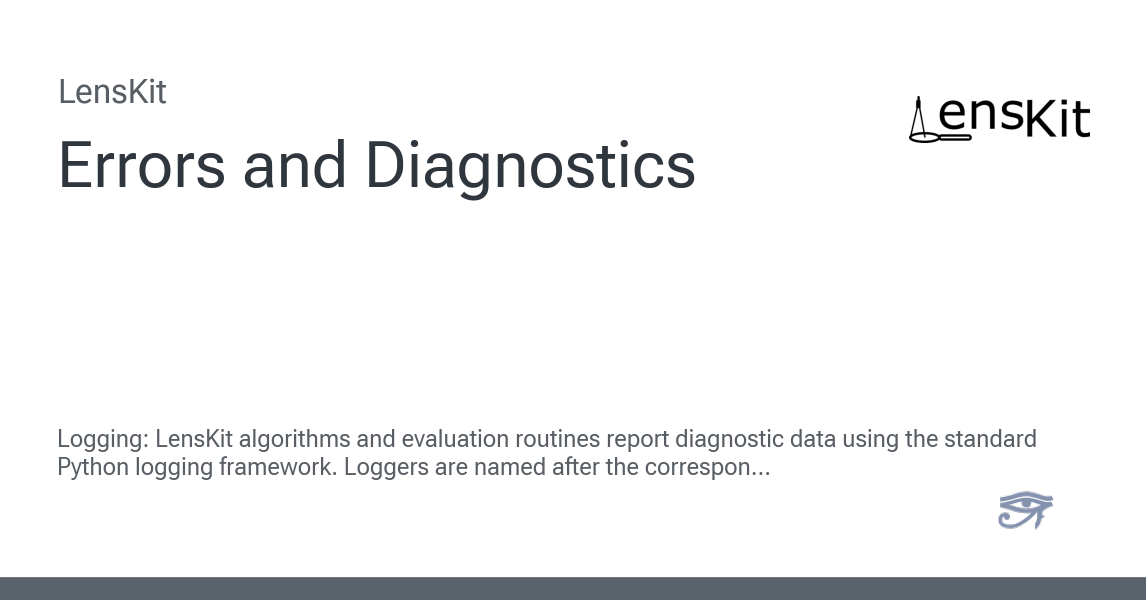 LensKit
LensKit
Errors and Diagnostics
Logging: LensKit algorithms and evaluation routines report diagnostic data using the standard
Python logging framework. Loggers are named after the correspon...